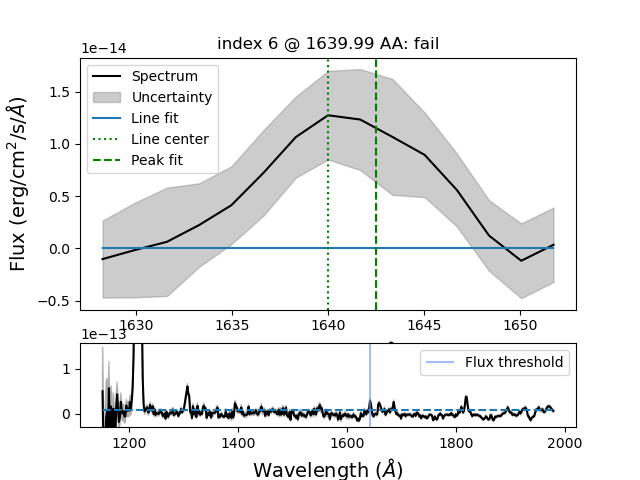 index 6 @ 1639.99 AA: fail
1e−14
Spectrum
Uncertainty
Line fit
Line center
Peak fit
Flux (erg/cm²/s/Å)
1.5
1.0
0.5
0.0
−0.5
1630 1635 1640 1645 1650
1e−13
Flux threshold
1
0
1200 1400 1600 1800 2000
Wavelength (Å)